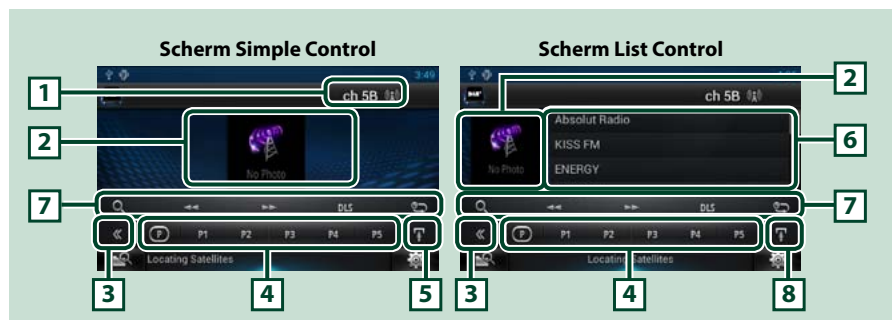 Scherm Simple Control
Scherm List Control
3:49
ch 5B
ch 5B
Absolut Radio
KISS FM
ENERGY
No Photo
No Photo
DLS
DLS
P P1 P2 P3 P4 P5
P P1 P2 P3 P4 P5
Locating Satellites
Locating Satellites
1
2
7
3
4
5
2
6
7
3
4
8